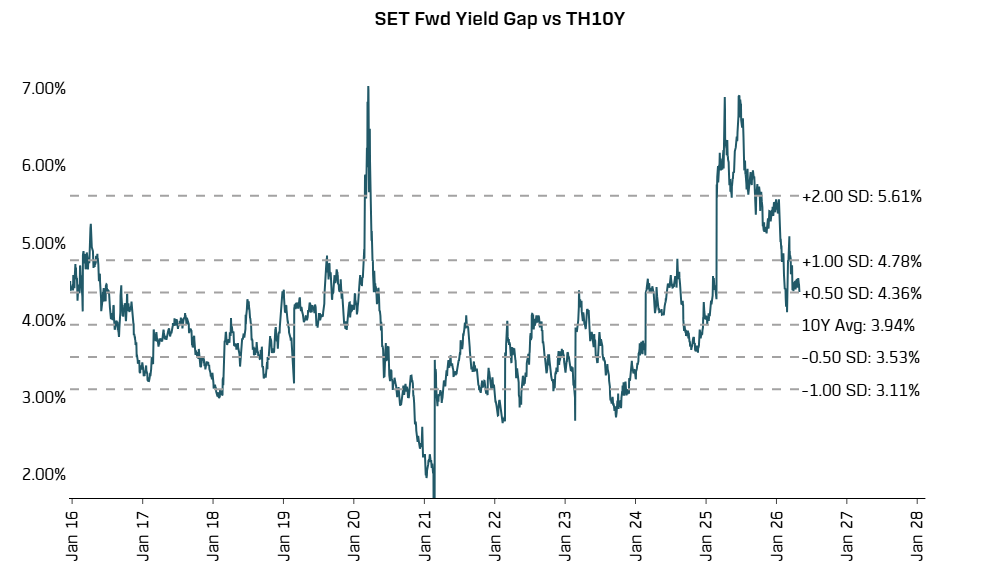 SET Fwd Yield Gap vs TH10Y
7.00%
6.00%
5.00%
4.00%
3.00%
2.00%
+2.00 SD: 5.61%
+1.00 SD: 4.78%
+0.50 SD: 4.36%
10Y Avg: 3.94%
-0.50 SD: 3.53%
-1.00 SD: 3.11%
Jan 16
Jan 17
Jan 18
Jan 19
Jan 20
Jan 21
Jan 22
Jan 23
Jan 24
Jan 25
Jan 26
Jan 27
Jan 28